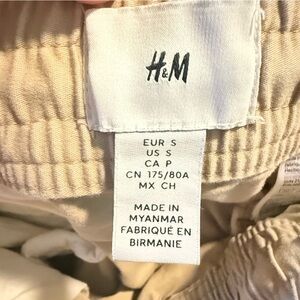 H&M
EUR S
US S
CA P
CN 175/80A
MX CH
MADE IN
MYANMAR
FABRIQUÉ EN
BIRMANIE